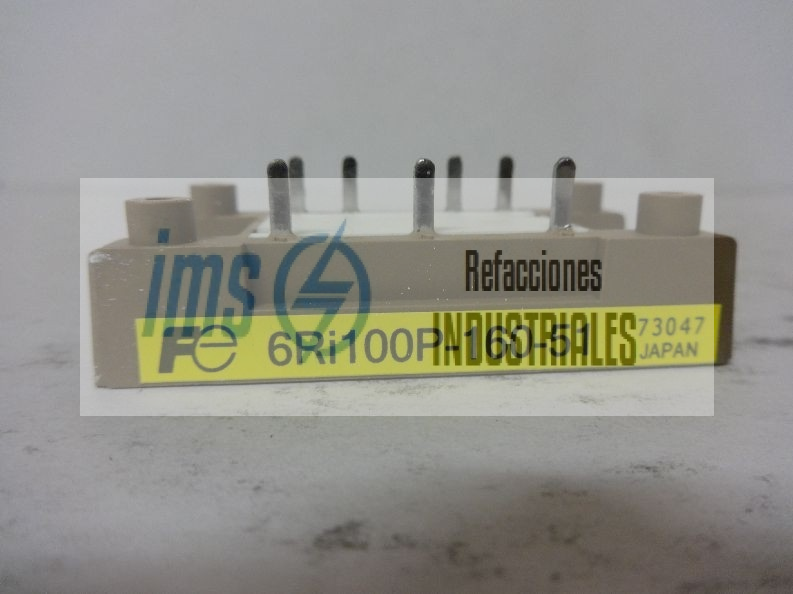 ims Refacciones
INDUSTRIALES
Fe 6Ri100P-160-51
73047
JAPAN